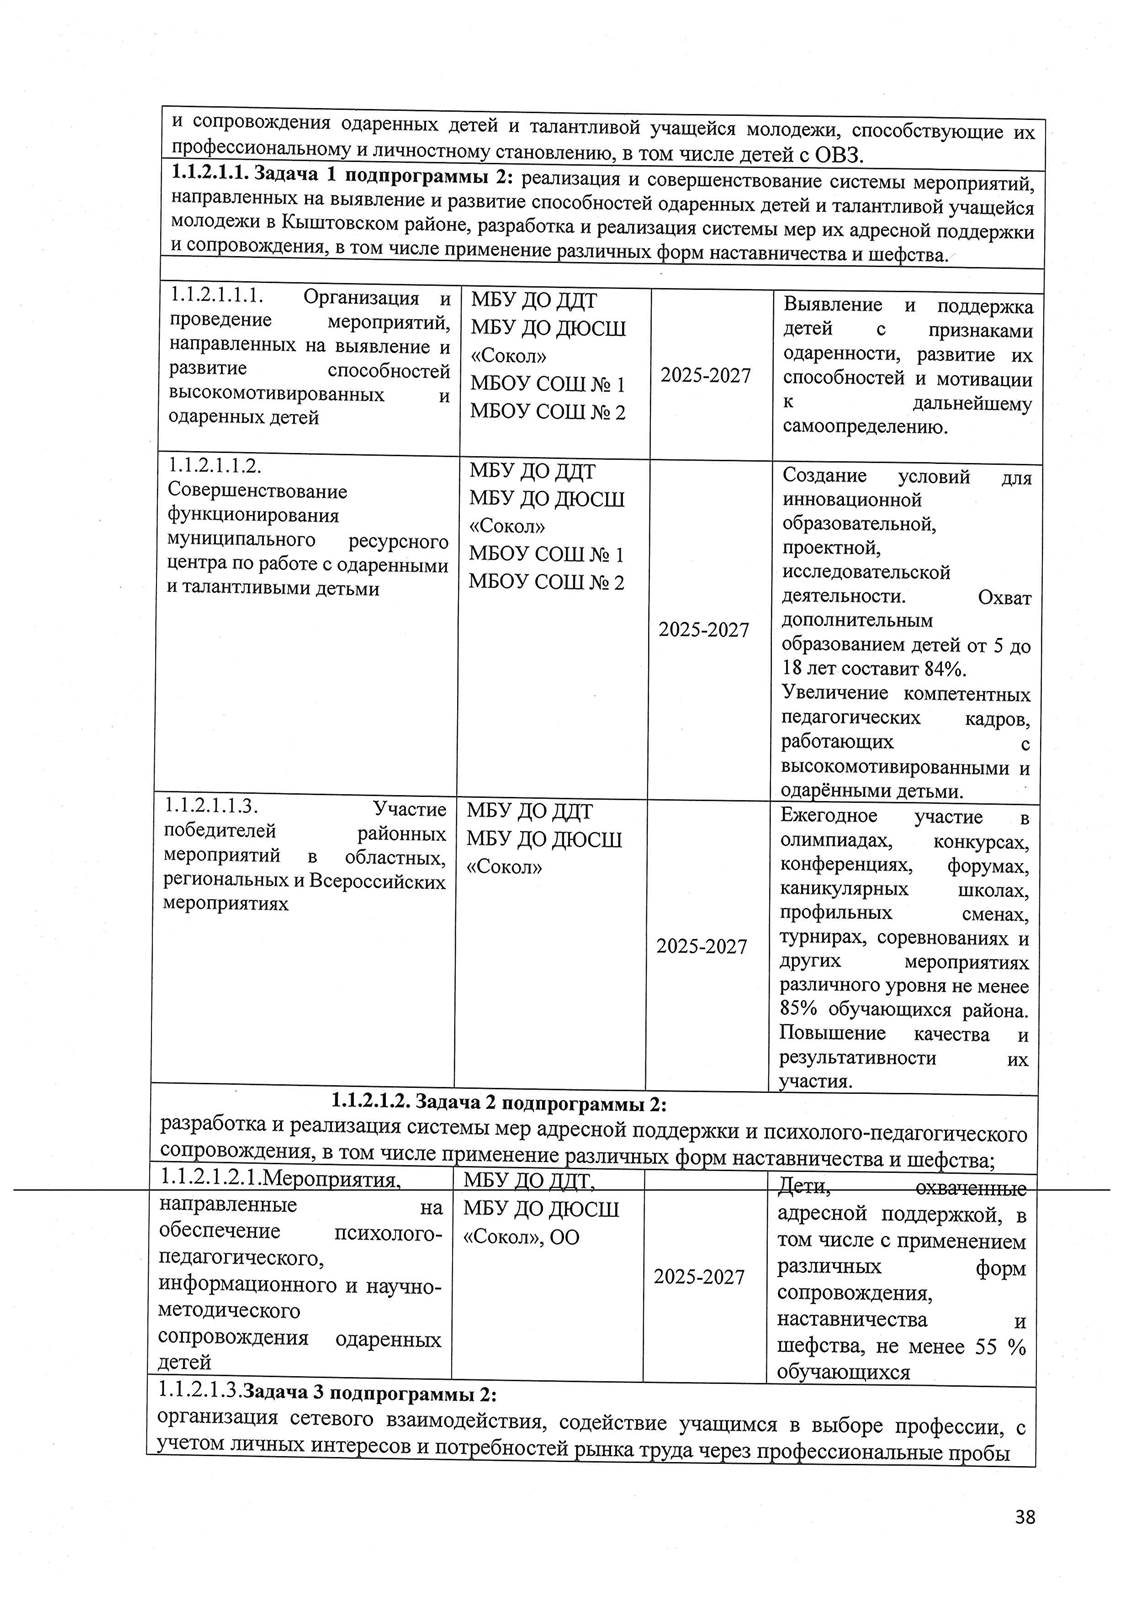 и сопровождения одаренных детей и талантливой учащейся молодежи, способствующие их
профессиональному и личностному становлению, в том числе детей с ОВЗ.
1.1.2.1.1. Задача 1 подпрограммы 2: реализация и совершенствование системы мероприятий,
направленных на выявление и развитие способностей одаренных детей и талантливой учащейся
молодежи в Кыштовском районе, разработка и реализация системы мер их адресной поддержки
и сопровождения, в том числе применение различных форм наставничества и шефства.
1.1.2.1.1.1. Организация и
проведение мероприятий,
направленных на выявление и
развитие способностей
высокомотивированных и
одаренных детей
МБУ ДО ДДТ
МБУ ДО ДЮСШ
«Сокол»
МБОУ СОШ № 1
МБОУ СОШ № 2
2025-2027
Выявление и поддержка
детей с признаками
одаренности, развитие их
способностей и мотивации
к дальнейшему
самоопределению.
1.1.2.1.1.2.
Совершенствование
функционирования
муниципального ресурсного
центра по работе с одаренными
и талантливыми детьми
МБУ ДО ДДТ
МБУ ДО ДЮСШ
«Сокол»
МБОУ СОШ № 1
МБОУ СОШ № 2
2025-2027
Создание условий для
инновационной
образовательной,
проектной,
исследовательской
деятельности. Охват
дополнительным
образованием детей от 5 до
18 лет составит 84%.
Увеличение компетентных
педагогических кадров,
работающих с
высокомотивированными и
одарёнными детьми.
1.1.2.1.1.3. Участие
победителей районных
мероприятий в областных,
региональных и Всероссийских
мероприятиях
МБУ ДО ДДТ
МБУ ДО ДЮСШ
«Сокол»
2025-2027
Ежегодное участие в
олимпиадах, конкурсах,
конференциях, форумах,
каникулярных школах,
профильных сменах,
турнирах, соревнованиях и
других мероприятиях
различного уровня не менее
85% обучающихся района.
Повышение качества и
результативности их
участия.
1.1.2.1.2. Задача 2 подпрограммы 2:
разработка и реализация системы мер адресной поддержки и психолого-педагогического
сопровождения, в том числе применение различных форм наставничества и шефства;
1.1.2.1.2.1.Мероприятия,
направленные на
обеспечение психолого-
педагогического,
информационного и научно-
методического
сопровождения одаренных
детей
МБУ ДО ДДТ,
МБУ ДО ДЮСШ
«Сокол», ОО
2025-2027
Дети, охваченные
адресной поддержкой, в
том числе с применением
различных форм
сопровождения,
наставничества и
шефства, не менее 55 %
обучающихся
1.1.2.1.3.Задача 3 подпрограммы 2:
организация сетевого взаимодействия, содействие учащимся в выборе профессии, с
учетом личных интересов и потребностей рынка труда через профессиональные пробы
38